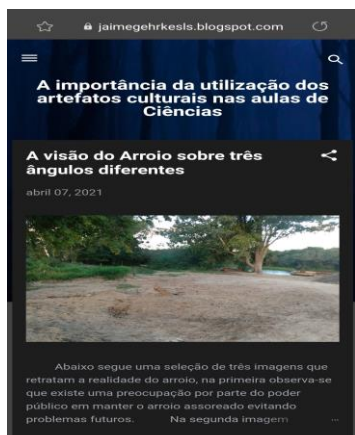 jaimegehrkesls.blogspot.com
A importância da utilização dos
artefatos culturais nas aulas de
Ciências
A visão do Arroio sobre três
ângulos diferentes
abril 07, 2021
Abaixo segue uma seleção de três imagens que
retratam a realidade do arroio, na primeira observa-se
que existe uma preocupação por parte do poder
público em manter o arroio assoreado evitando
problemas futuros. Na segunda imagem ...